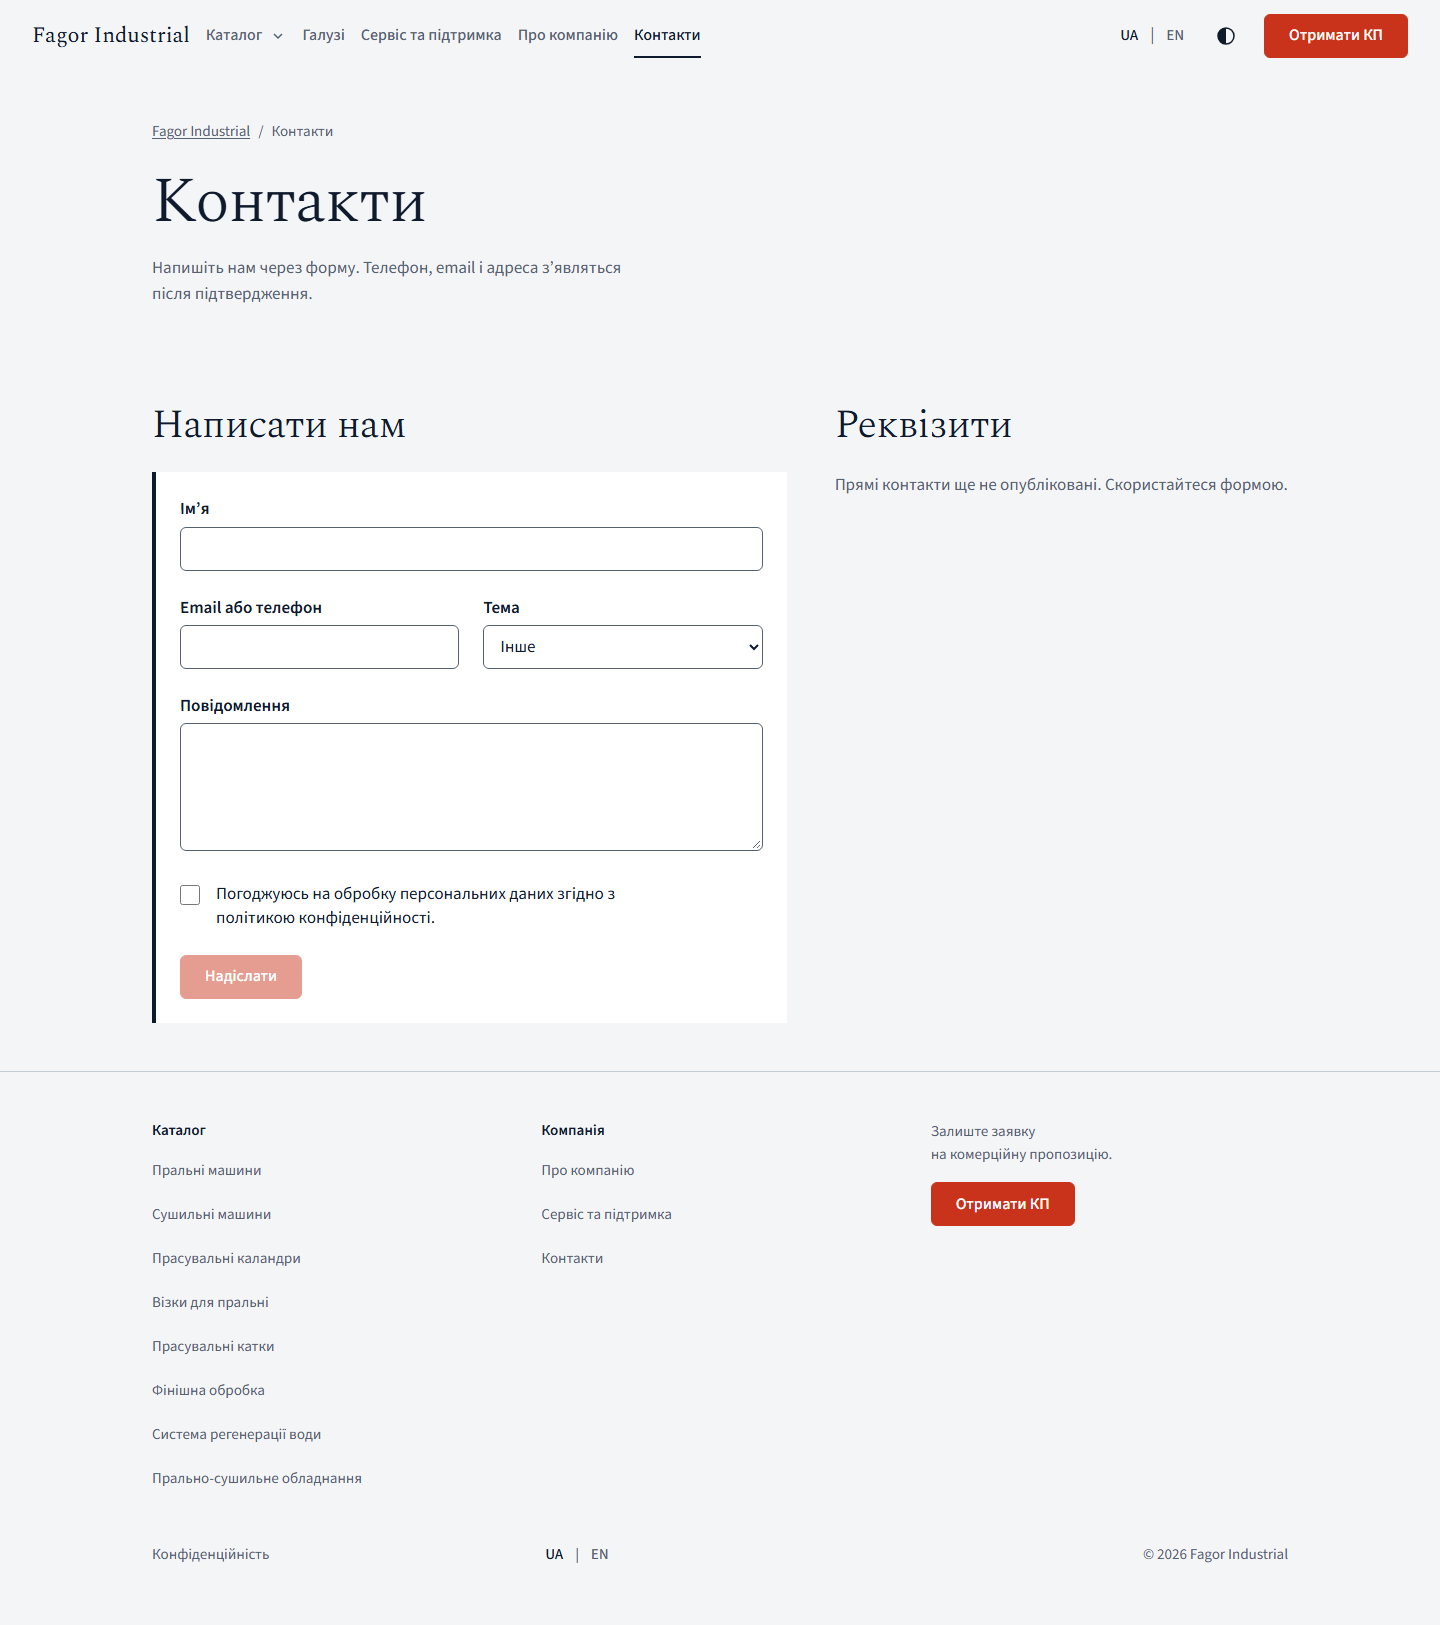 Fagor Industrial Каталог Галузі Сервіс та підтримка Про компанію Контакти UA | EN Отримати КП
Fagor Industrial / Контакти
Контакти
Напишіть нам через форму. Телефон, email і адреса з’являться
після підтвердження.
Написати нам
Ім’я
Email або телефон
Тема
Інше
Повідомлення
Погоджуюсь на обробку персональних даних згідно з
політикою конфіденційності.
Надіслати
Реквізити
Прямі контакти ще не опубліковані. Скористайтеся формою.
Каталог
Пральні машини
Сушильні машини
Прасувальні каландри
Візки для пральні
Прасувальні катки
Фінішна обробка
Система регенерації води
Прально-сушильне обладнання
Компанія
Про компанію
Сервіс та підтримка
Контакти
Залиште заявку
на комерційну пропозицію.
Отримати КП
Конфіденційність UA | EN © 2026 Fagor Industrial